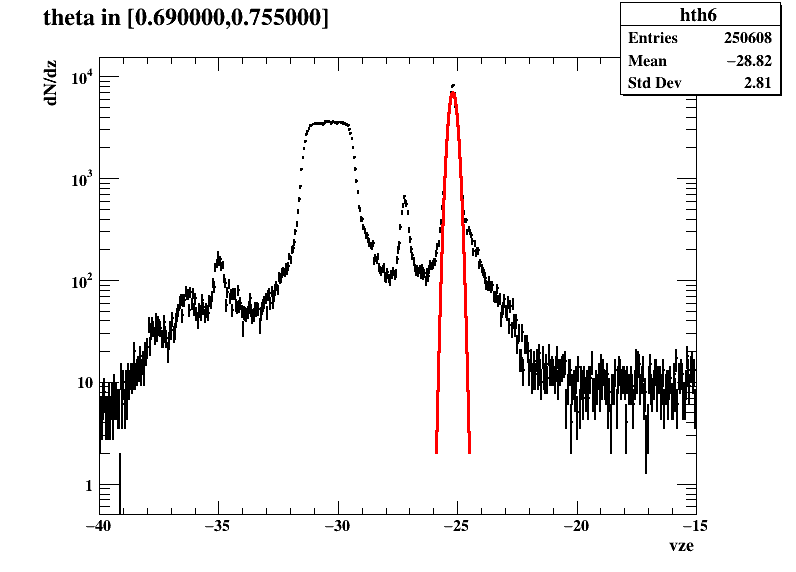 theta in [0.690000,0.755000]
hth6
Entries 250608
Mean −28.82
Std Dev 2.81
dN/dz
10⁴
10³
10²
10
1
−40 −35 −30 −25 −20 −15
vze